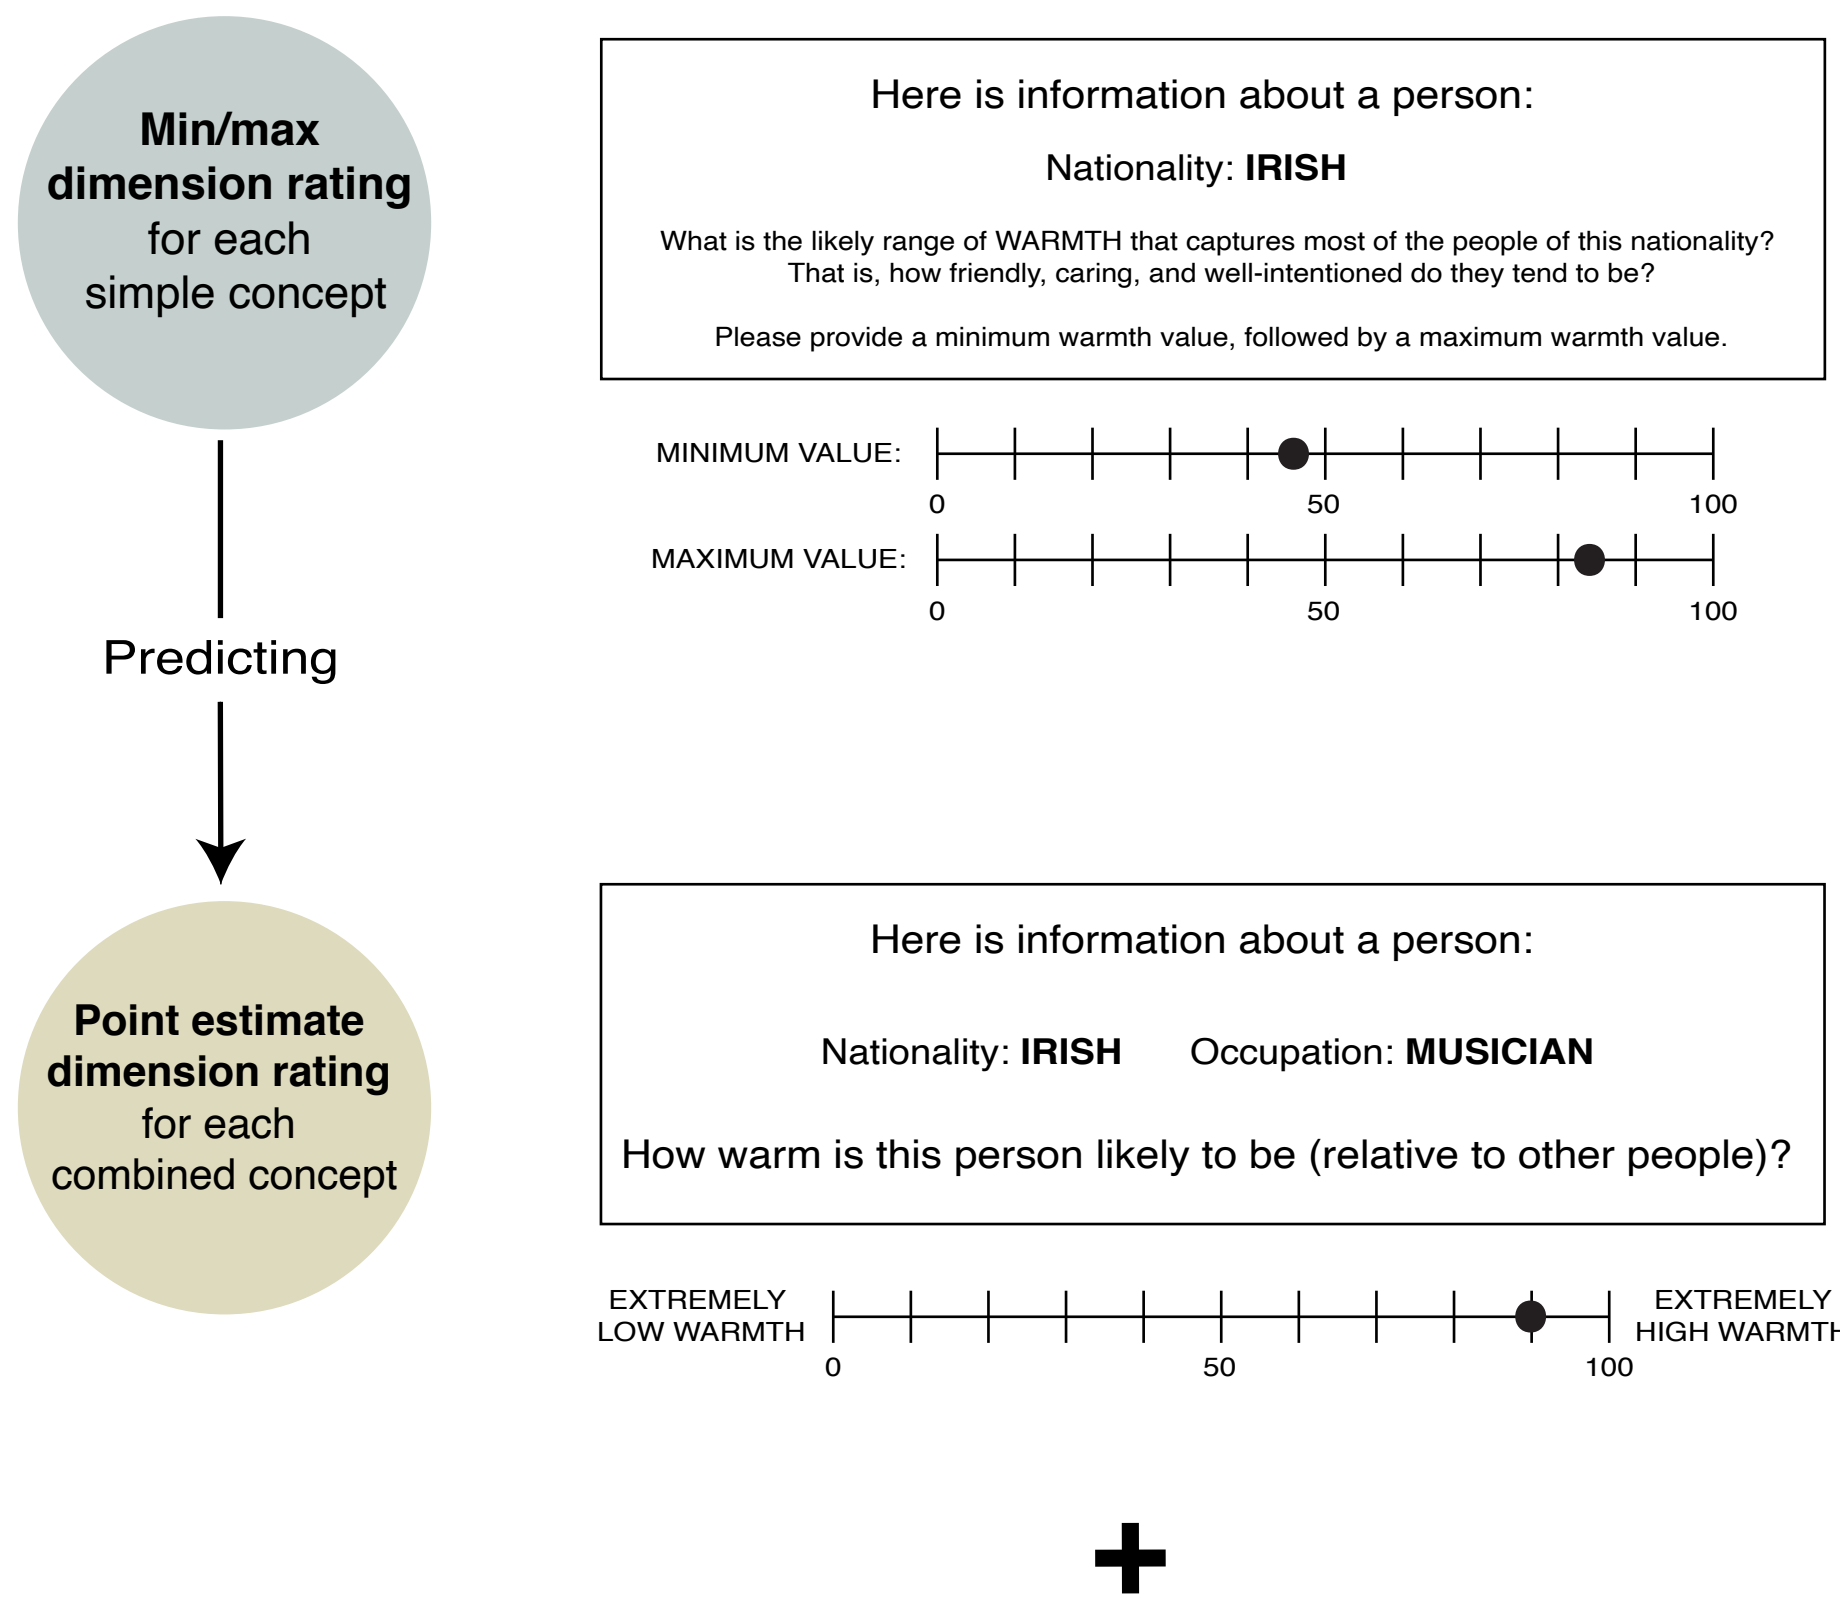 Min/max
dimension rating
for each
simple concept
Here is information about a person:
Nationality: IRISH
What is the likely range of WARMTH that captures most of the people of this nationality?
That is, how friendly, caring, and well-intentioned do they tend to be?
Please provide a minimum warmth value, followed by a maximum warmth value.
MINIMUM VALUE:
0 50 100
MAXIMUM VALUE:
0 50 100
Predicting
Point estimate
dimension rating
for each
combined concept
Here is information about a person:
Nationality: IRISH Occupation: MUSICIAN
How warm is this person likely to be (relative to other people)?
EXTREMELY
LOW WARMTH
EXTREMELY
HIGH WARMTH
0 50 100
+